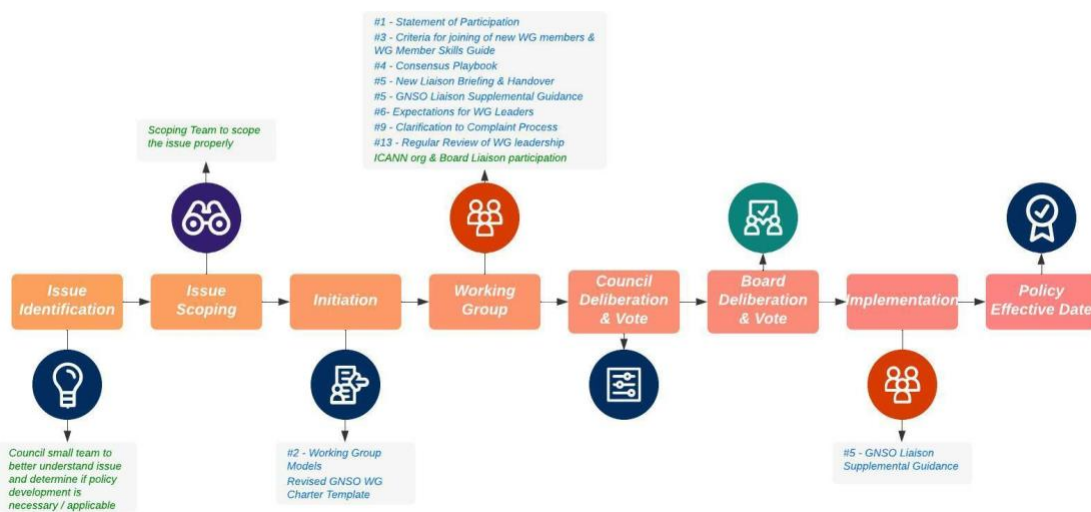 #1 - Statement of Participation
#3 - Criteria for joining of new WG members &
WG Member Skills Guide
#4 - Consensus Playbook
#5 - New Liaison Briefing & Handover
#5 - GNSO Liaison Supplemental Guidance
#6- Expectations for WG Leaders
#9 - Clarification to Complaint Process
#13 - Regular Review of WG leadership
ICANN org & Board Liaison participation
Scoping Team to scope
the issue properly
Issue
Identification
Issue
Scoping
Initiation
Working
Group
Council
Deliberation
& Vote
Board
Deliberation
& Vote
Implementation
Policy
Effective Date
Council small team to
better understand issue
and determine if policy
development is
necessary / applicable
#2 - Working Group
Models
Revised GNSO WG
Charter Template
#5 - GNSO Liaison
Supplemental Guidance